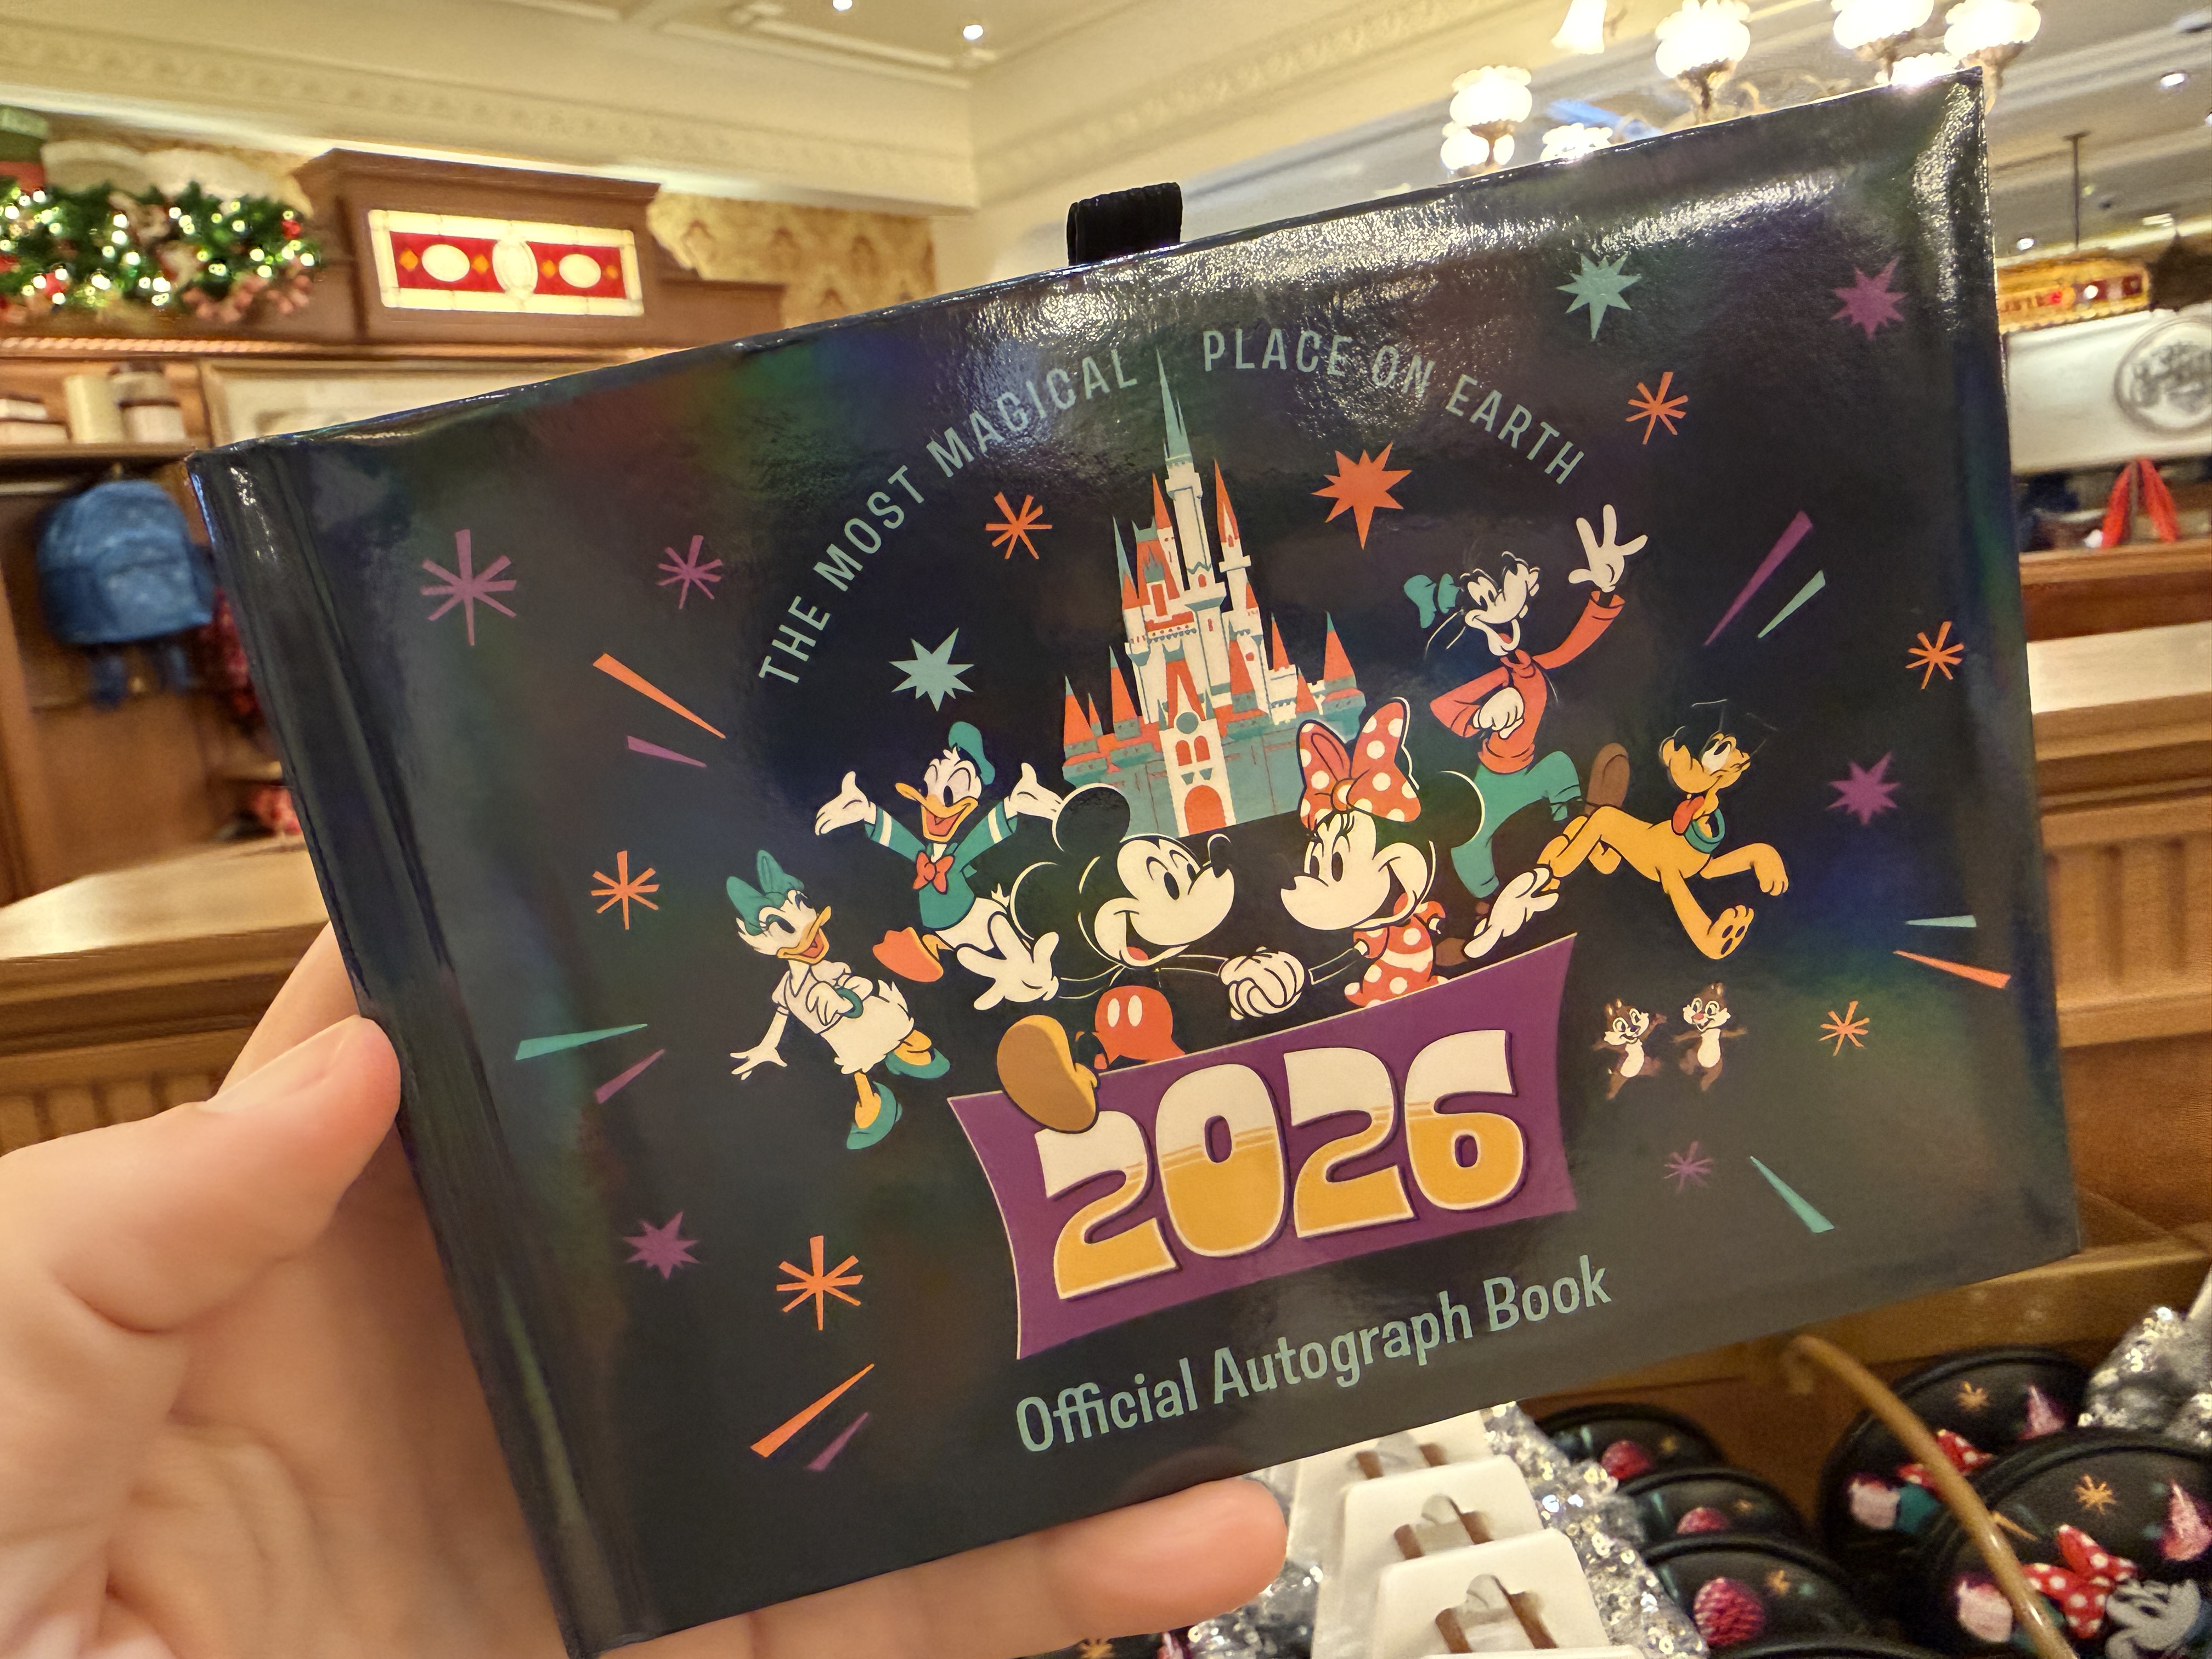 THE MOST MAGICAL PLACE ON EARTH
2026
Official Autograph Book